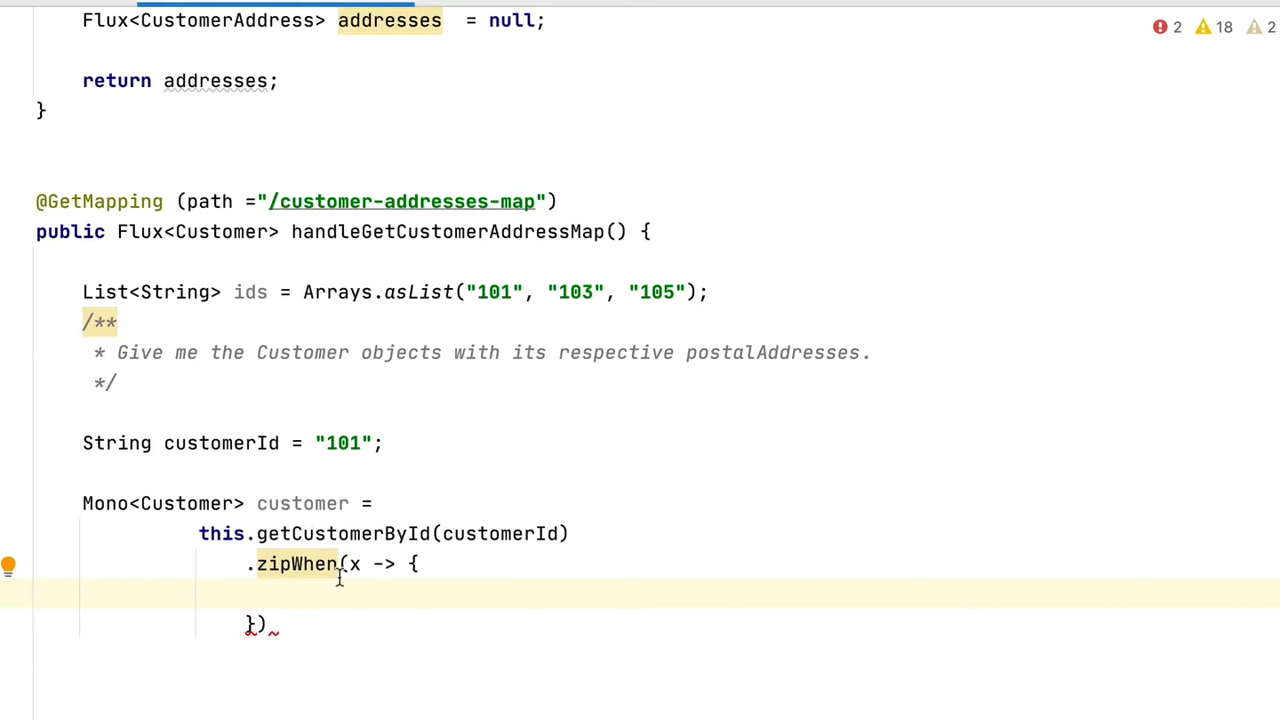 Flux<CustomerAddress> addresses  = null;
2 18 2
return addresses;
}
@GetMapping (path ="/customer-addresses-map")
public Flux<Customer> handleGetCustomerAddressMap() {
List<String> ids = Arrays.asList("101", "103", "105");
/**
* Give me the Customer objects with its respective postalAddresses.
*/
String customerId = "101";
Mono<Customer> customer =
this.getCustomerById(customerId)
.zipWhen(x -> {
})